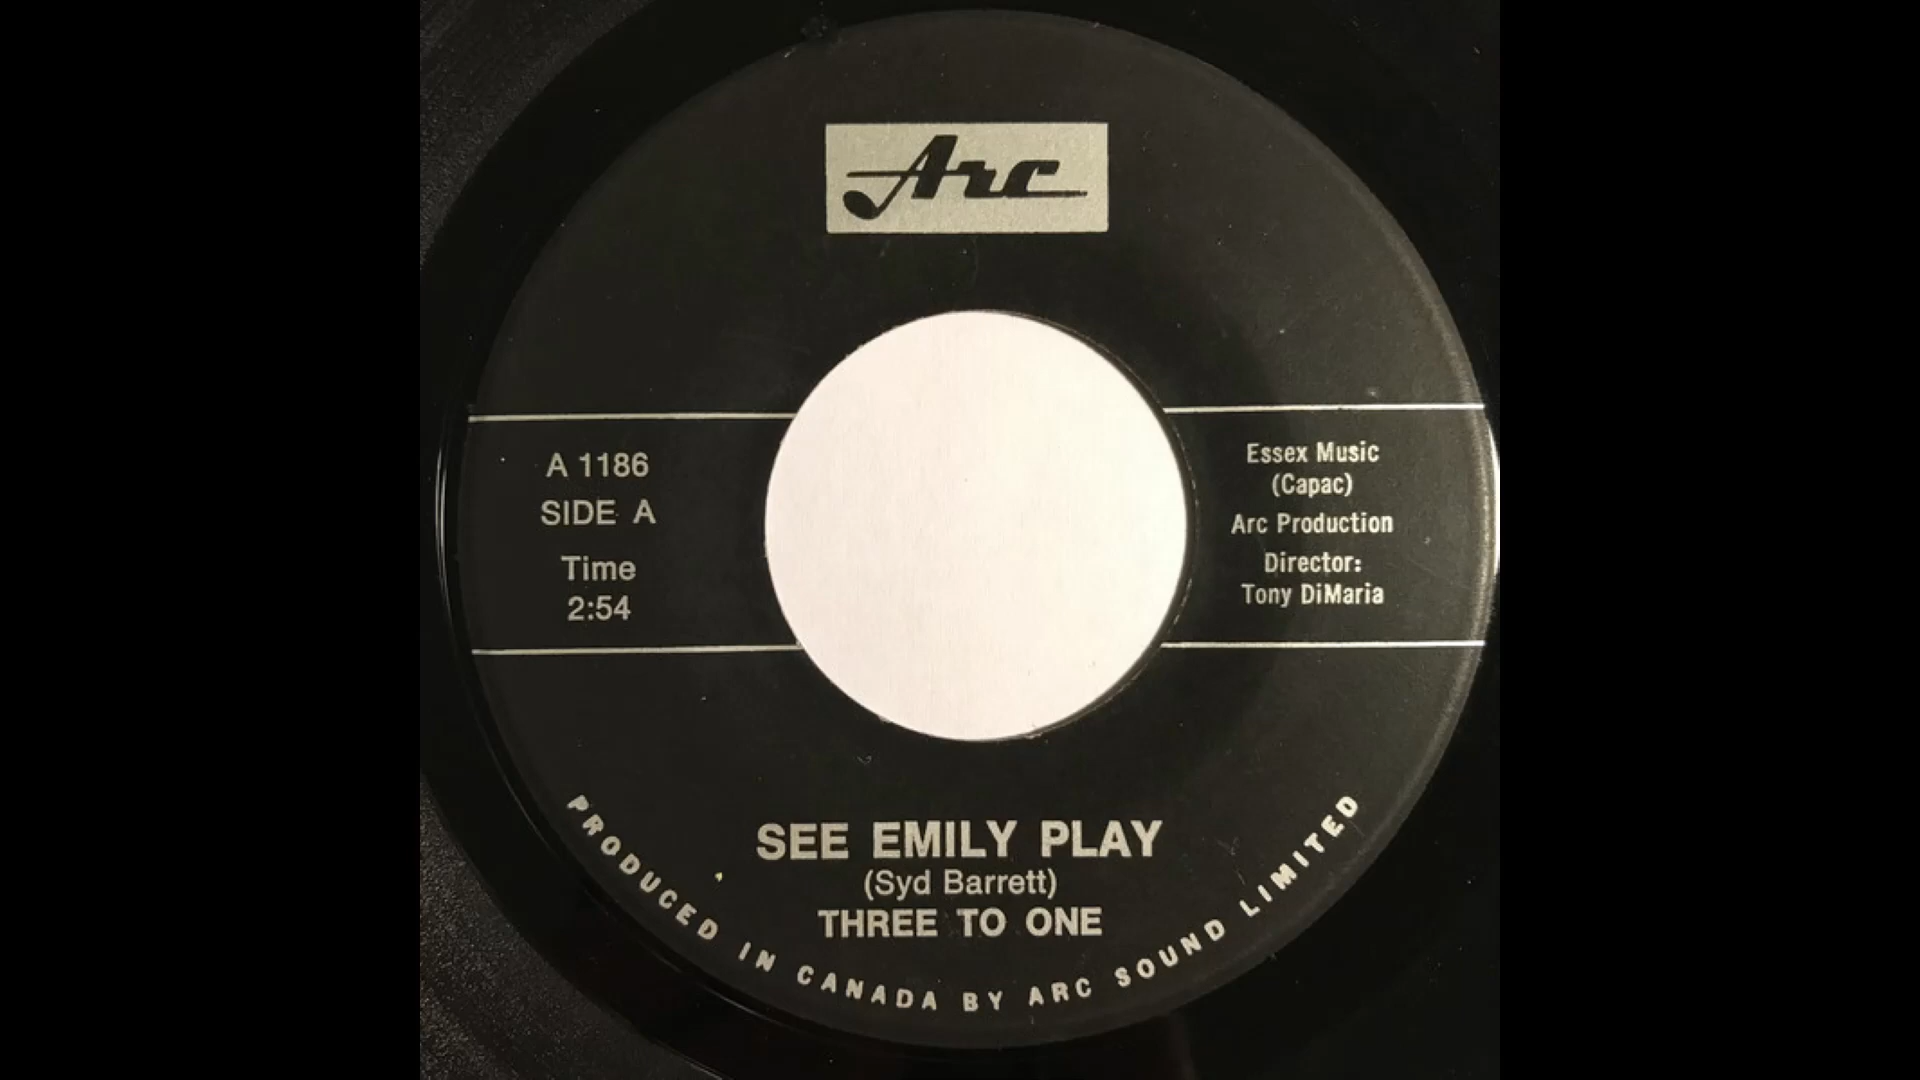 Arc
A 1186
SIDE A
Time
2:54
Essex Music
(Capac)
Arc Production
Director:
Tony DiMaria
SEE EMILY PLAY
(Syd Barrett)
THREE TO ONE
PRODUCED IN CANADA BY ARC SOUND LIMITED